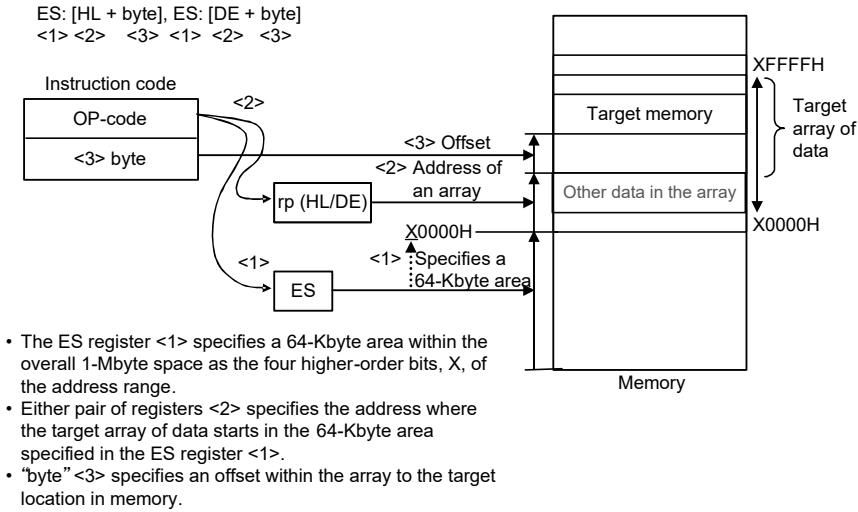 ES: [HL + byte], ES: [DE + byte]
<1> <2> <3> <1> <2> <3>
Instruction code
OP-code
<3> byte
<2>
<1>
rp (HL/DE)
ES
<3> Offset
<2> Address of
an array
X0000H
<1> Specifies a
64-Kbyte area
XFFFFH
Target memory
Target
array of
data
Other data in the array
X0000H
Memory
• The ES register <1> specifies a 64-Kbyte area within the
overall 1-Mbyte space as the four higher-order bits, X, of
the address range.
• Either pair of registers <2> specifies the address where
the target array of data starts in the 64-Kbyte area
specified in the ES register <1>.
• “byte” <3> specifies an offset within the array to the target
location in memory.